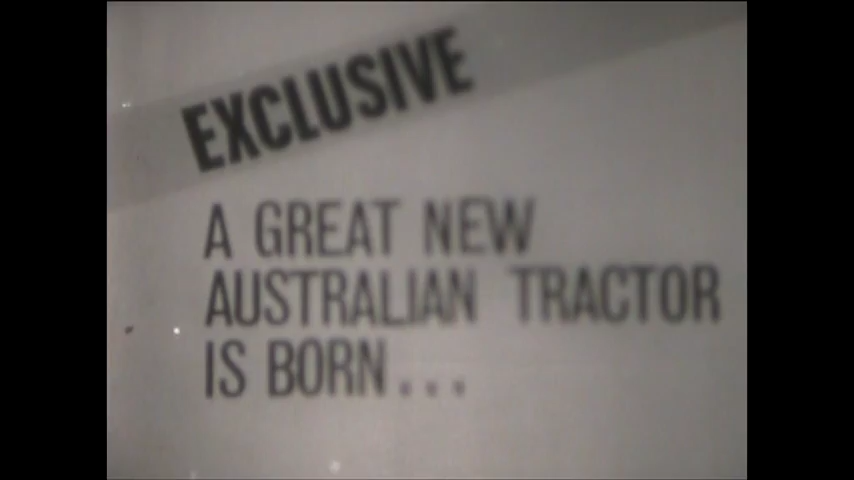 EXCLUSIVE
A GREAT NEW
AUSTRALIAN TRACTOR
IS BORN...